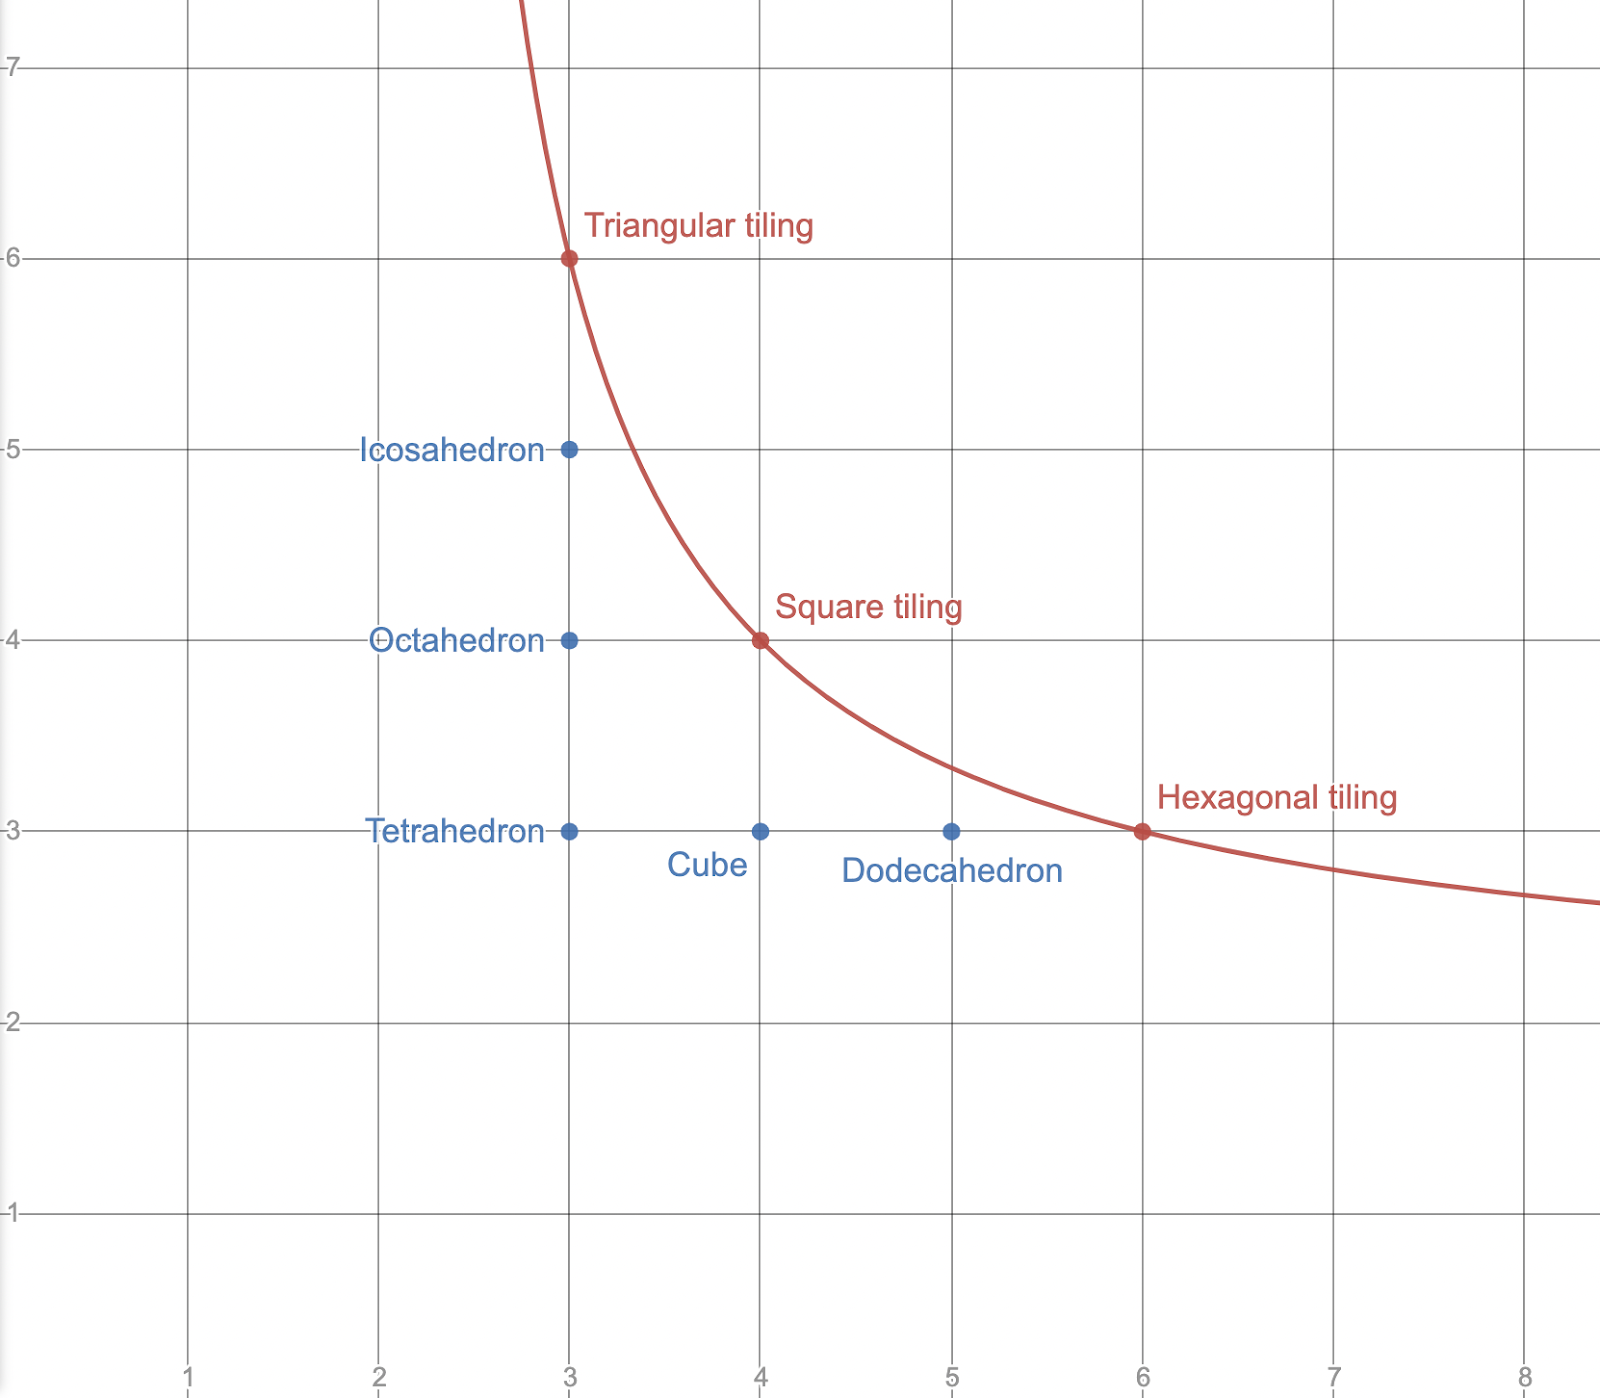 7
Triangular tiling
6
Icosahedron
5
Square tiling
Octahedron
4
Hexagonal tiling
Tetrahedron
3
Cube
Dodecahedron
2
1
1 2 3 4 5 6 7 8